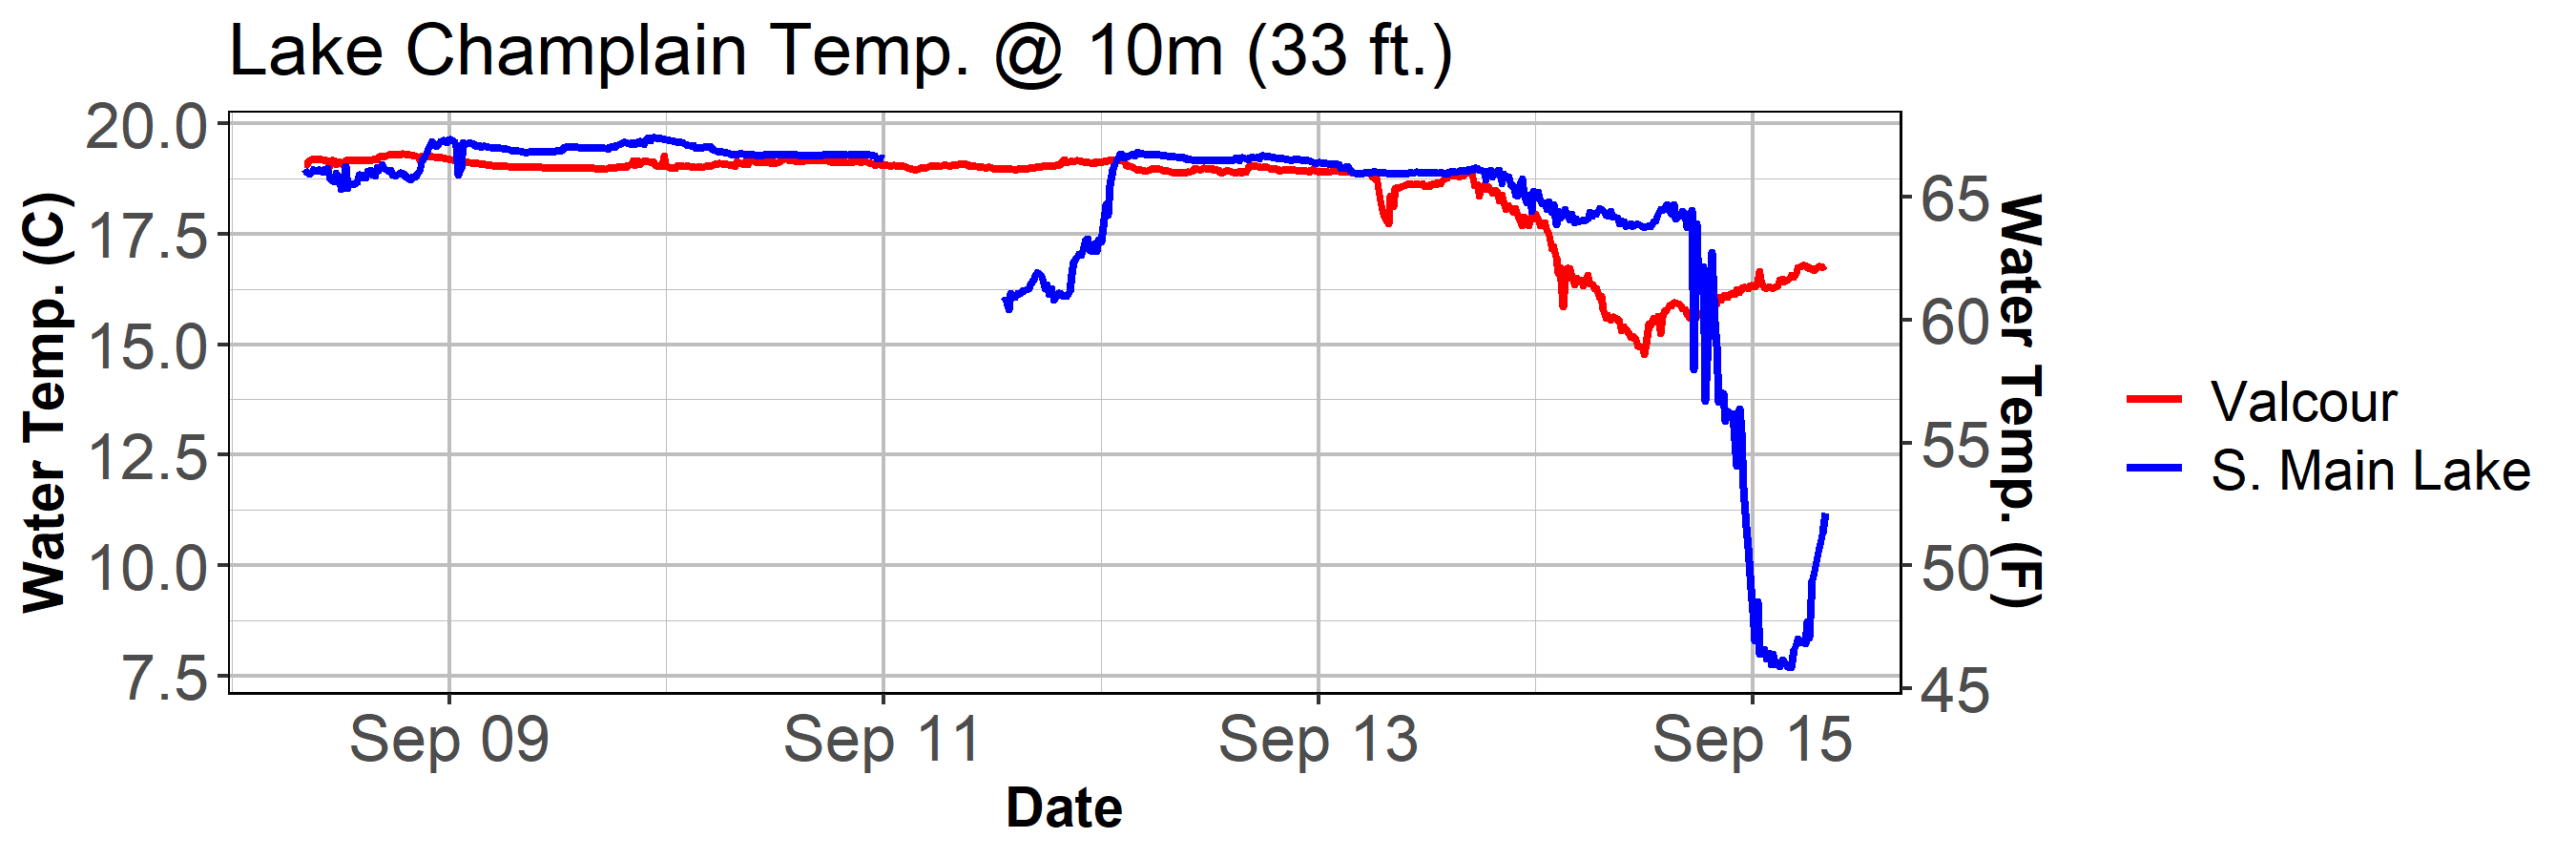 Lake Champlain Temp. @ 10m (33 ft.)
Water Temp. (C)
20.0
17.5
15.0
12.5
10.0
7.5
65
60
55
50
45
Water Temp. (F)
Sep 09
Sep 11
Sep 13
Sep 15
Date
Valcour
S. Main Lake